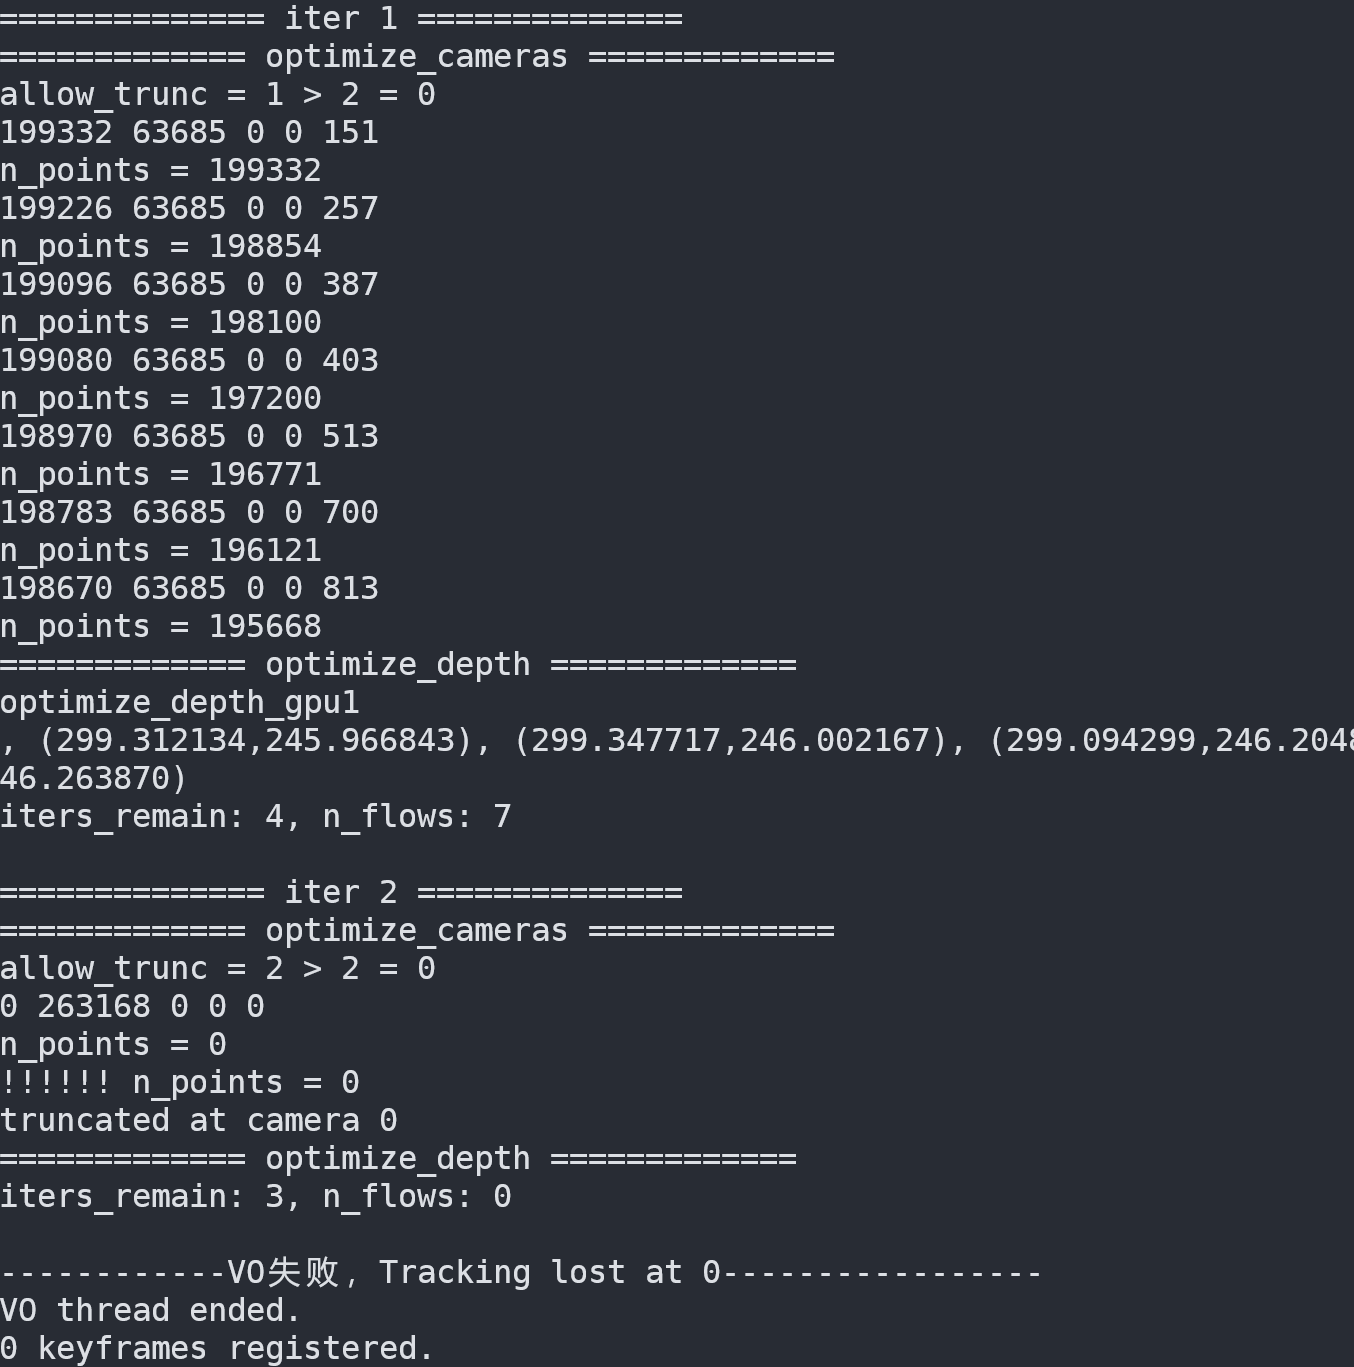 ============== iter 1 ==============
============= optimize_cameras =============
allow_trunc = 1 > 2 = 0
199332 63685 0 0 151
n_points = 199332
199226 63685 0 0 257
n_points = 198854
199096 63685 0 0 387
n_points = 198100
199080 63685 0 0 403
n_points = 197200
198970 63685 0 0 513
n_points = 196771
198783 63685 0 0 700
n_points = 196121
198670 63685 0 0 813
n_points = 195668
============= optimize_depth =============
optimize_depth_gpu1
, (299.312134,245.966843), (299.347717,246.002167), (299.094299,246.2048
46.263870)
iters_remain: 4, n_flows: 7
============== iter 2 ==============
============= optimize_cameras =============
allow_trunc = 2 > 2 = 0
0 263168 0 0 0
n_points = 0
!!!!!! n_points = 0
truncated at camera 0
============= optimize_depth =============
iters_remain: 3, n_flows: 0
------------VO失败, Tracking lost at 0-----------------
VO thread ended.
0 keyframes registered.